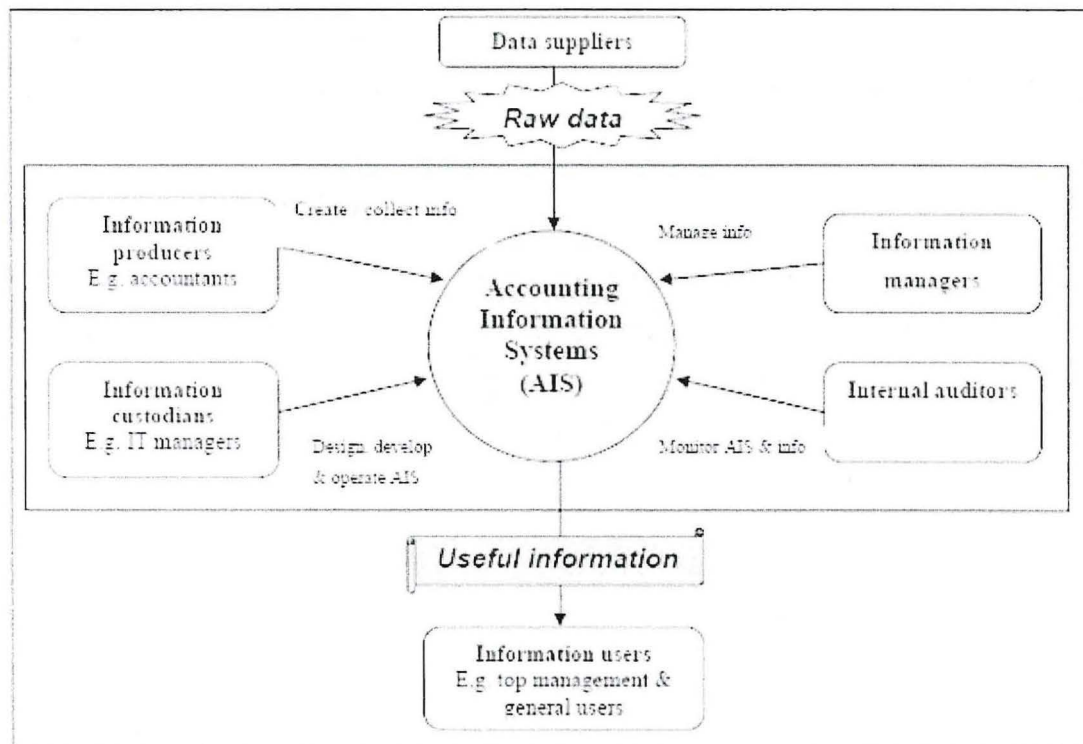 Data suppliers
Raw data
Create collect info
Manage info
Information
producers
E.g. accountants
Information
managers
Accounting
Information
Systems
(AIS)
Information
custodians
E.g. IT managers
Internal auditors
Design, develop
& operate AIS
Monitor AIS & info
Useful information
Information users
E.g. top management &
general users